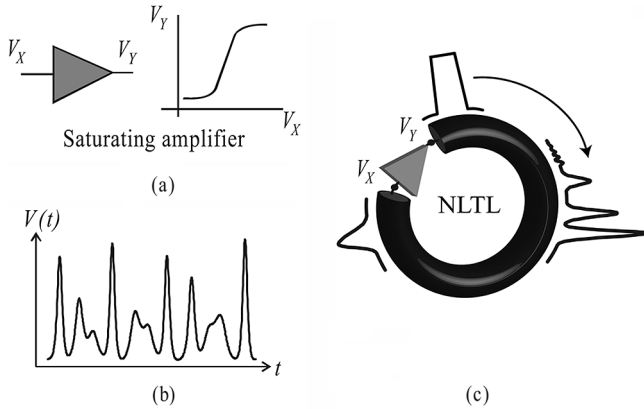 V_Y
V_X
V_Y
V_X
Saturating amplifier
(a)
V(t)
t
(b)
V_Y
V_X
NLTL
(c)